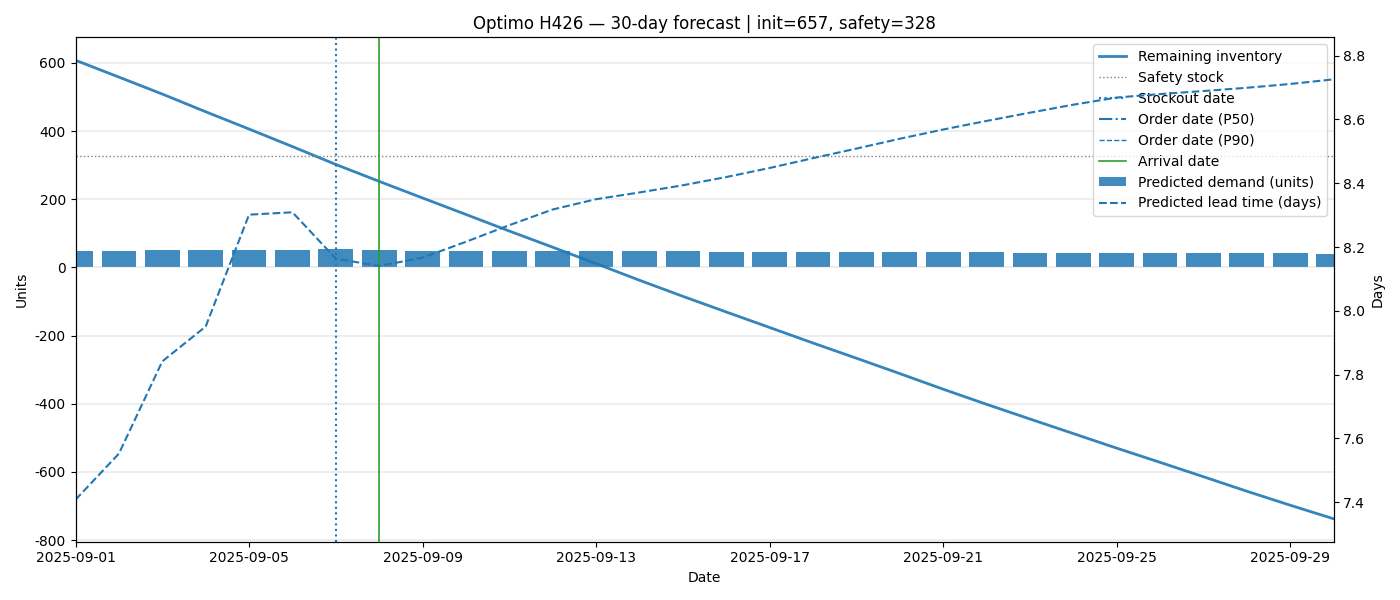 Optimo H426 — 30-day forecast | init=657, safety=328
Remaining inventory
Safety stock
Stockout date
Order date (P50)
Order date (P90)
Arrival date
Predicted demand (units)
Predicted lead time (days)
600
400
200
0
-200
-400
-600
-800
Units
8.8
8.6
8.4
8.2
8.0
7.8
7.6
7.4
Days
2025-09-01 2025-09-05 2025-09-09 2025-09-13 2025-09-17 2025-09-21 2025-09-25 2025-09-29
Date